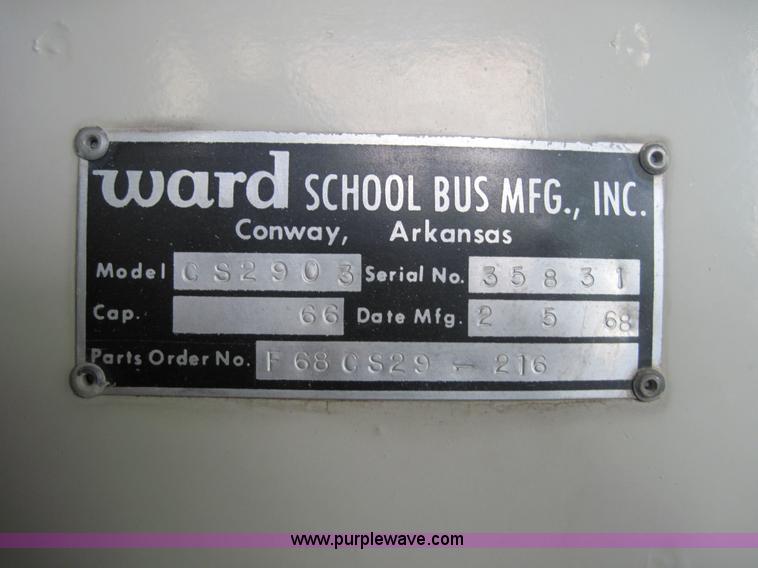 ward SCHOOL BUS MFG., INC.
Conway, Arkansas
Model CS2903 Serial No. 35831
Cap. 66 Date Mfg. 2 5 68
Parts Order No. F68CS29-216
www.purplewave.com